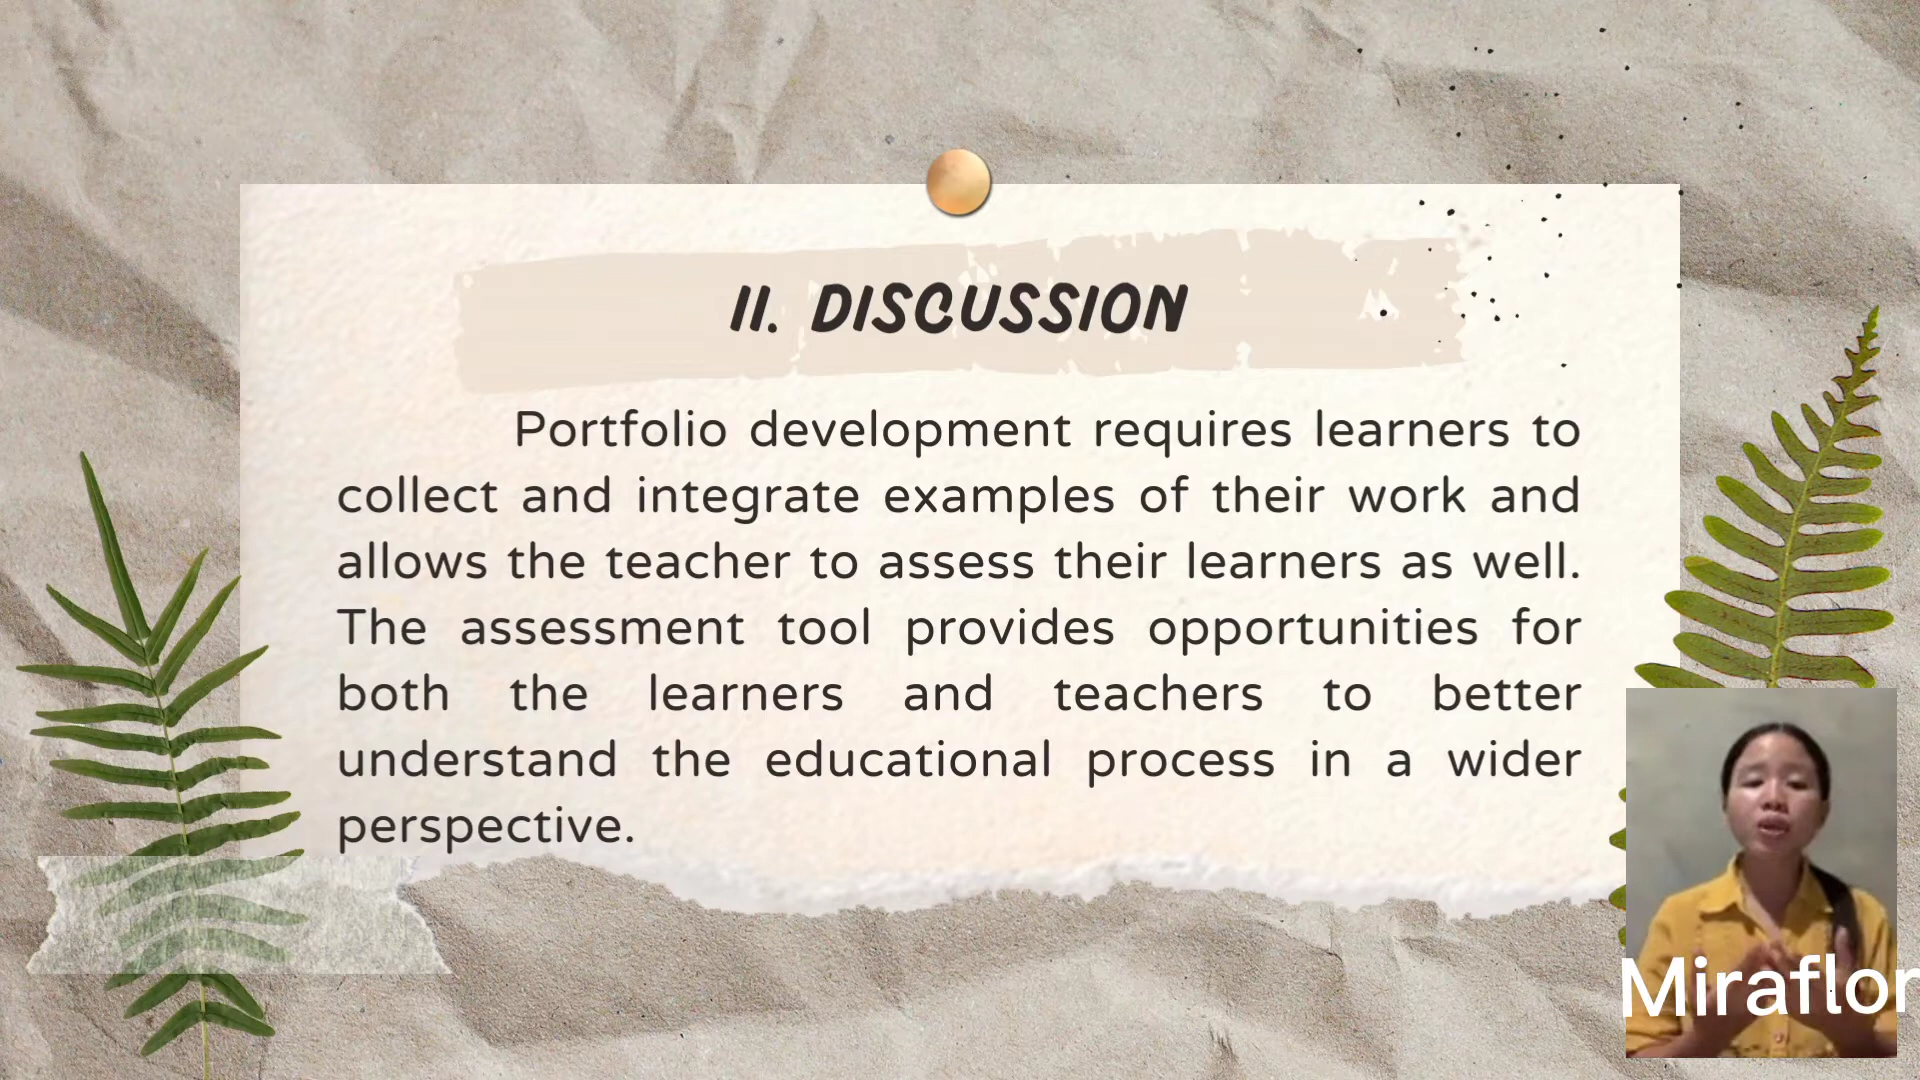 II. DISCUSSION
Portfolio development requires learners to
collect and integrate examples of their work and
allows the teacher to assess their learners as well.
The assessment tool provides opportunities for
both the learners and teachers to better
understand the educational process in a wider
perspective.
Miraflor